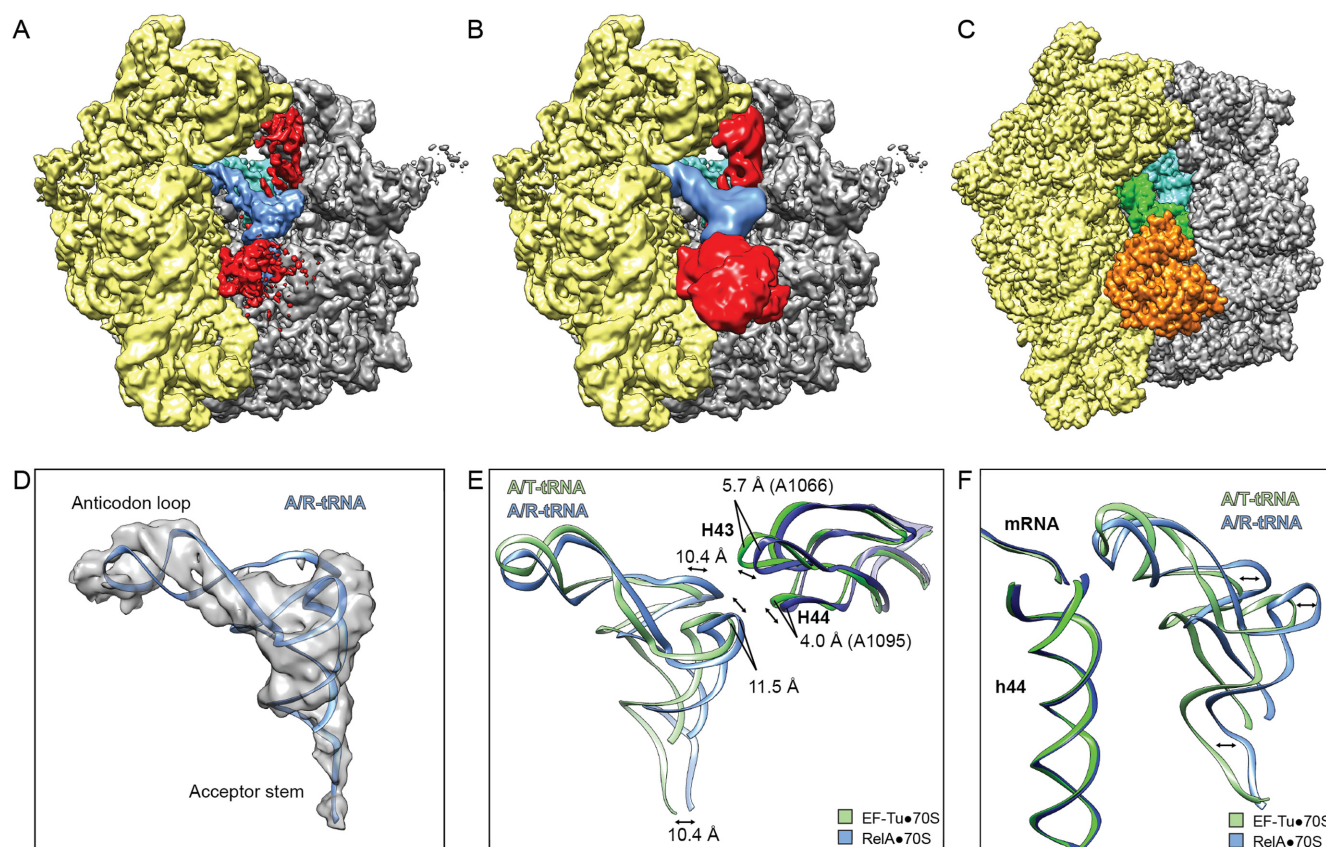 A
B
C
D
Anticodon loop
A/R-tRNA
Acceptor stem
E
A/T-tRNA
A/R-tRNA
5.7 Å (A1066)
H43
10.4 Å
H44
4.0 Å (A1095)
11.5 Å
10.4 Å
EF-Tu●70S
RelA●70S
F
mRNA
A/T-tRNA
A/R-tRNA
h44
EF-Tu●70S
RelA●70S